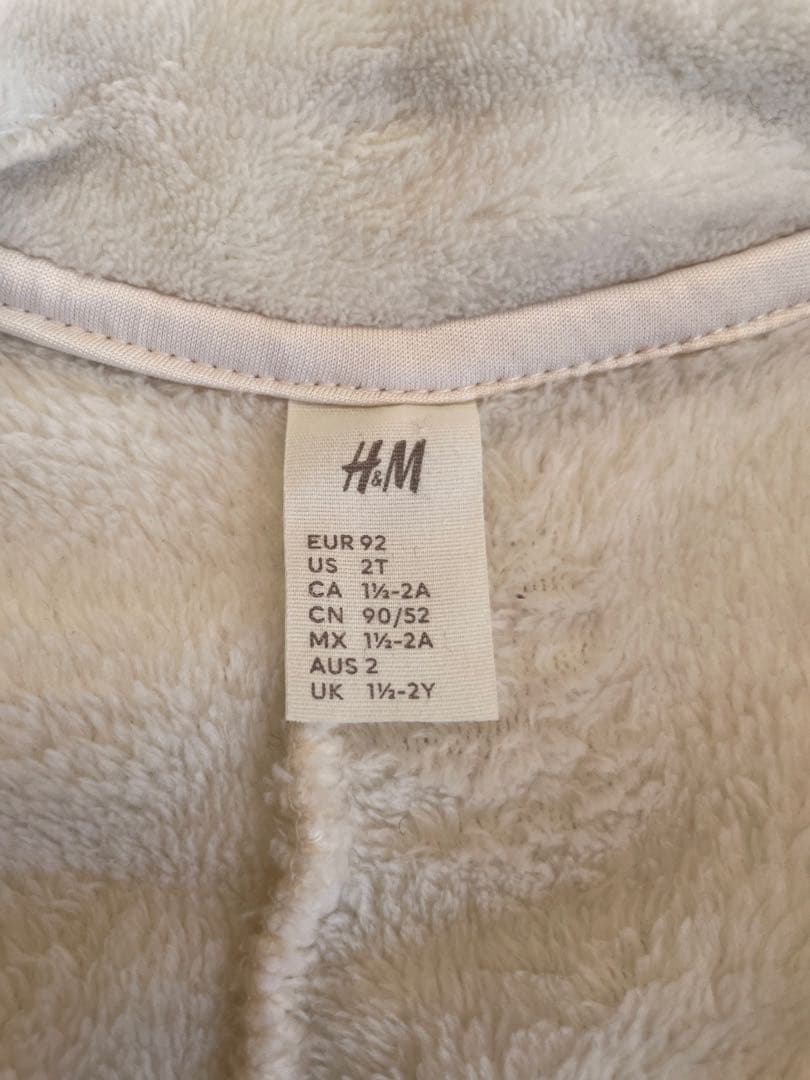 H&M
EUR 92
US 2T
CA 1½-2A
CN 90/52
MX 1½-2A
AUS 2
UK 1½-2Y